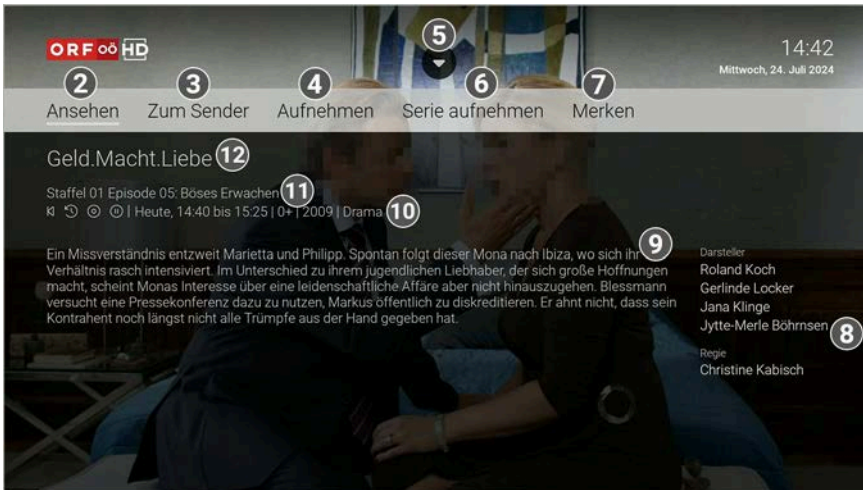 ORF OÖ HD
5
14:42
Mittwoch, 24. Juli 2024
2 3 4 6 7
Ansehen Zum Sender Aufnehmen Serie aufnehmen Merken
Geld.Macht.Liebe 12
Staffel 01 Episode 05: Böses Erwachen 11
| Heute, 14:40 bis 15:25 | 0+ | 2009 | Drama 10
Ein Missverständnis entzweit Marietta und Philipp. Spontan folgt dieser Mona nach Ibiza, wo sich ihr 9
Verhältnis rasch intensiviert. Im Unterschied zu ihrem jugendlichen Liebhaber, der sich große Hoffnungen
macht, scheint Monas Interesse über eine leidenschaftliche Affäre aber nicht hinauszugehen. Blessmann
versucht eine Pressekonferenz dazu zu nutzen, Markus öffentlich zu diskreditieren. Er ahnt nicht, dass sein
Kontrahent noch längst nicht alle Trümpfe aus der Hand gegeben hat.
Darsteller
Roland Koch
Gerlinde Locker
Jana Klinge
Jytte-Merle Böhrnsen
8
Regie
Christine Kabisch